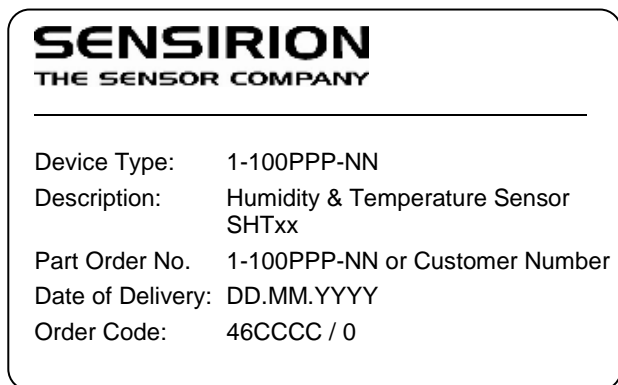 SENSIRION
THE SENSOR COMPANY
Device Type: 1-100PPP-NN
Description: Humidity & Temperature Sensor
SHTxx
Part Order No. 1-100PPP-NN or Customer Number
Date of Delivery: DD.MM.YYYY
Order Code: 46CCCC / 0